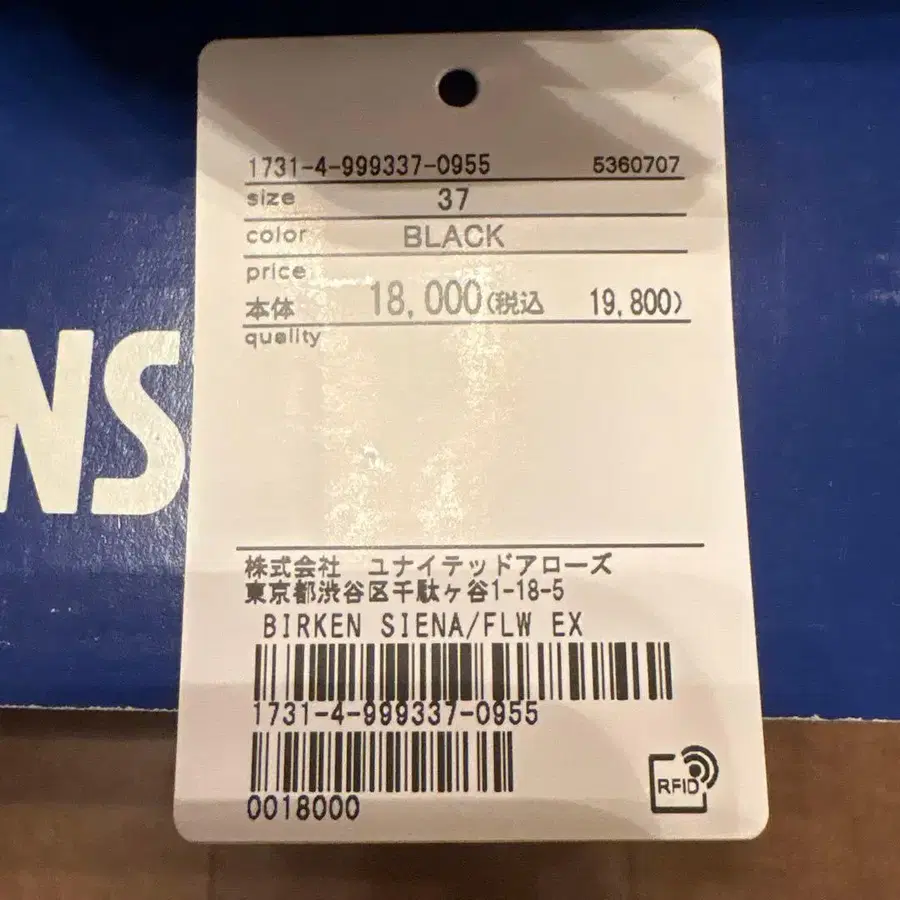 1731-4-999337-0955 5360707
size 37
color BLACK
price
本体 18,000(税込 19,800)
quality
NS
株式会社 ユナイテッドアローズ
東京都渋谷区千駄ヶ谷1-18-5
BIRKEN SIENA/FLW EX
1731-4-999337-0955
0018000
RFID